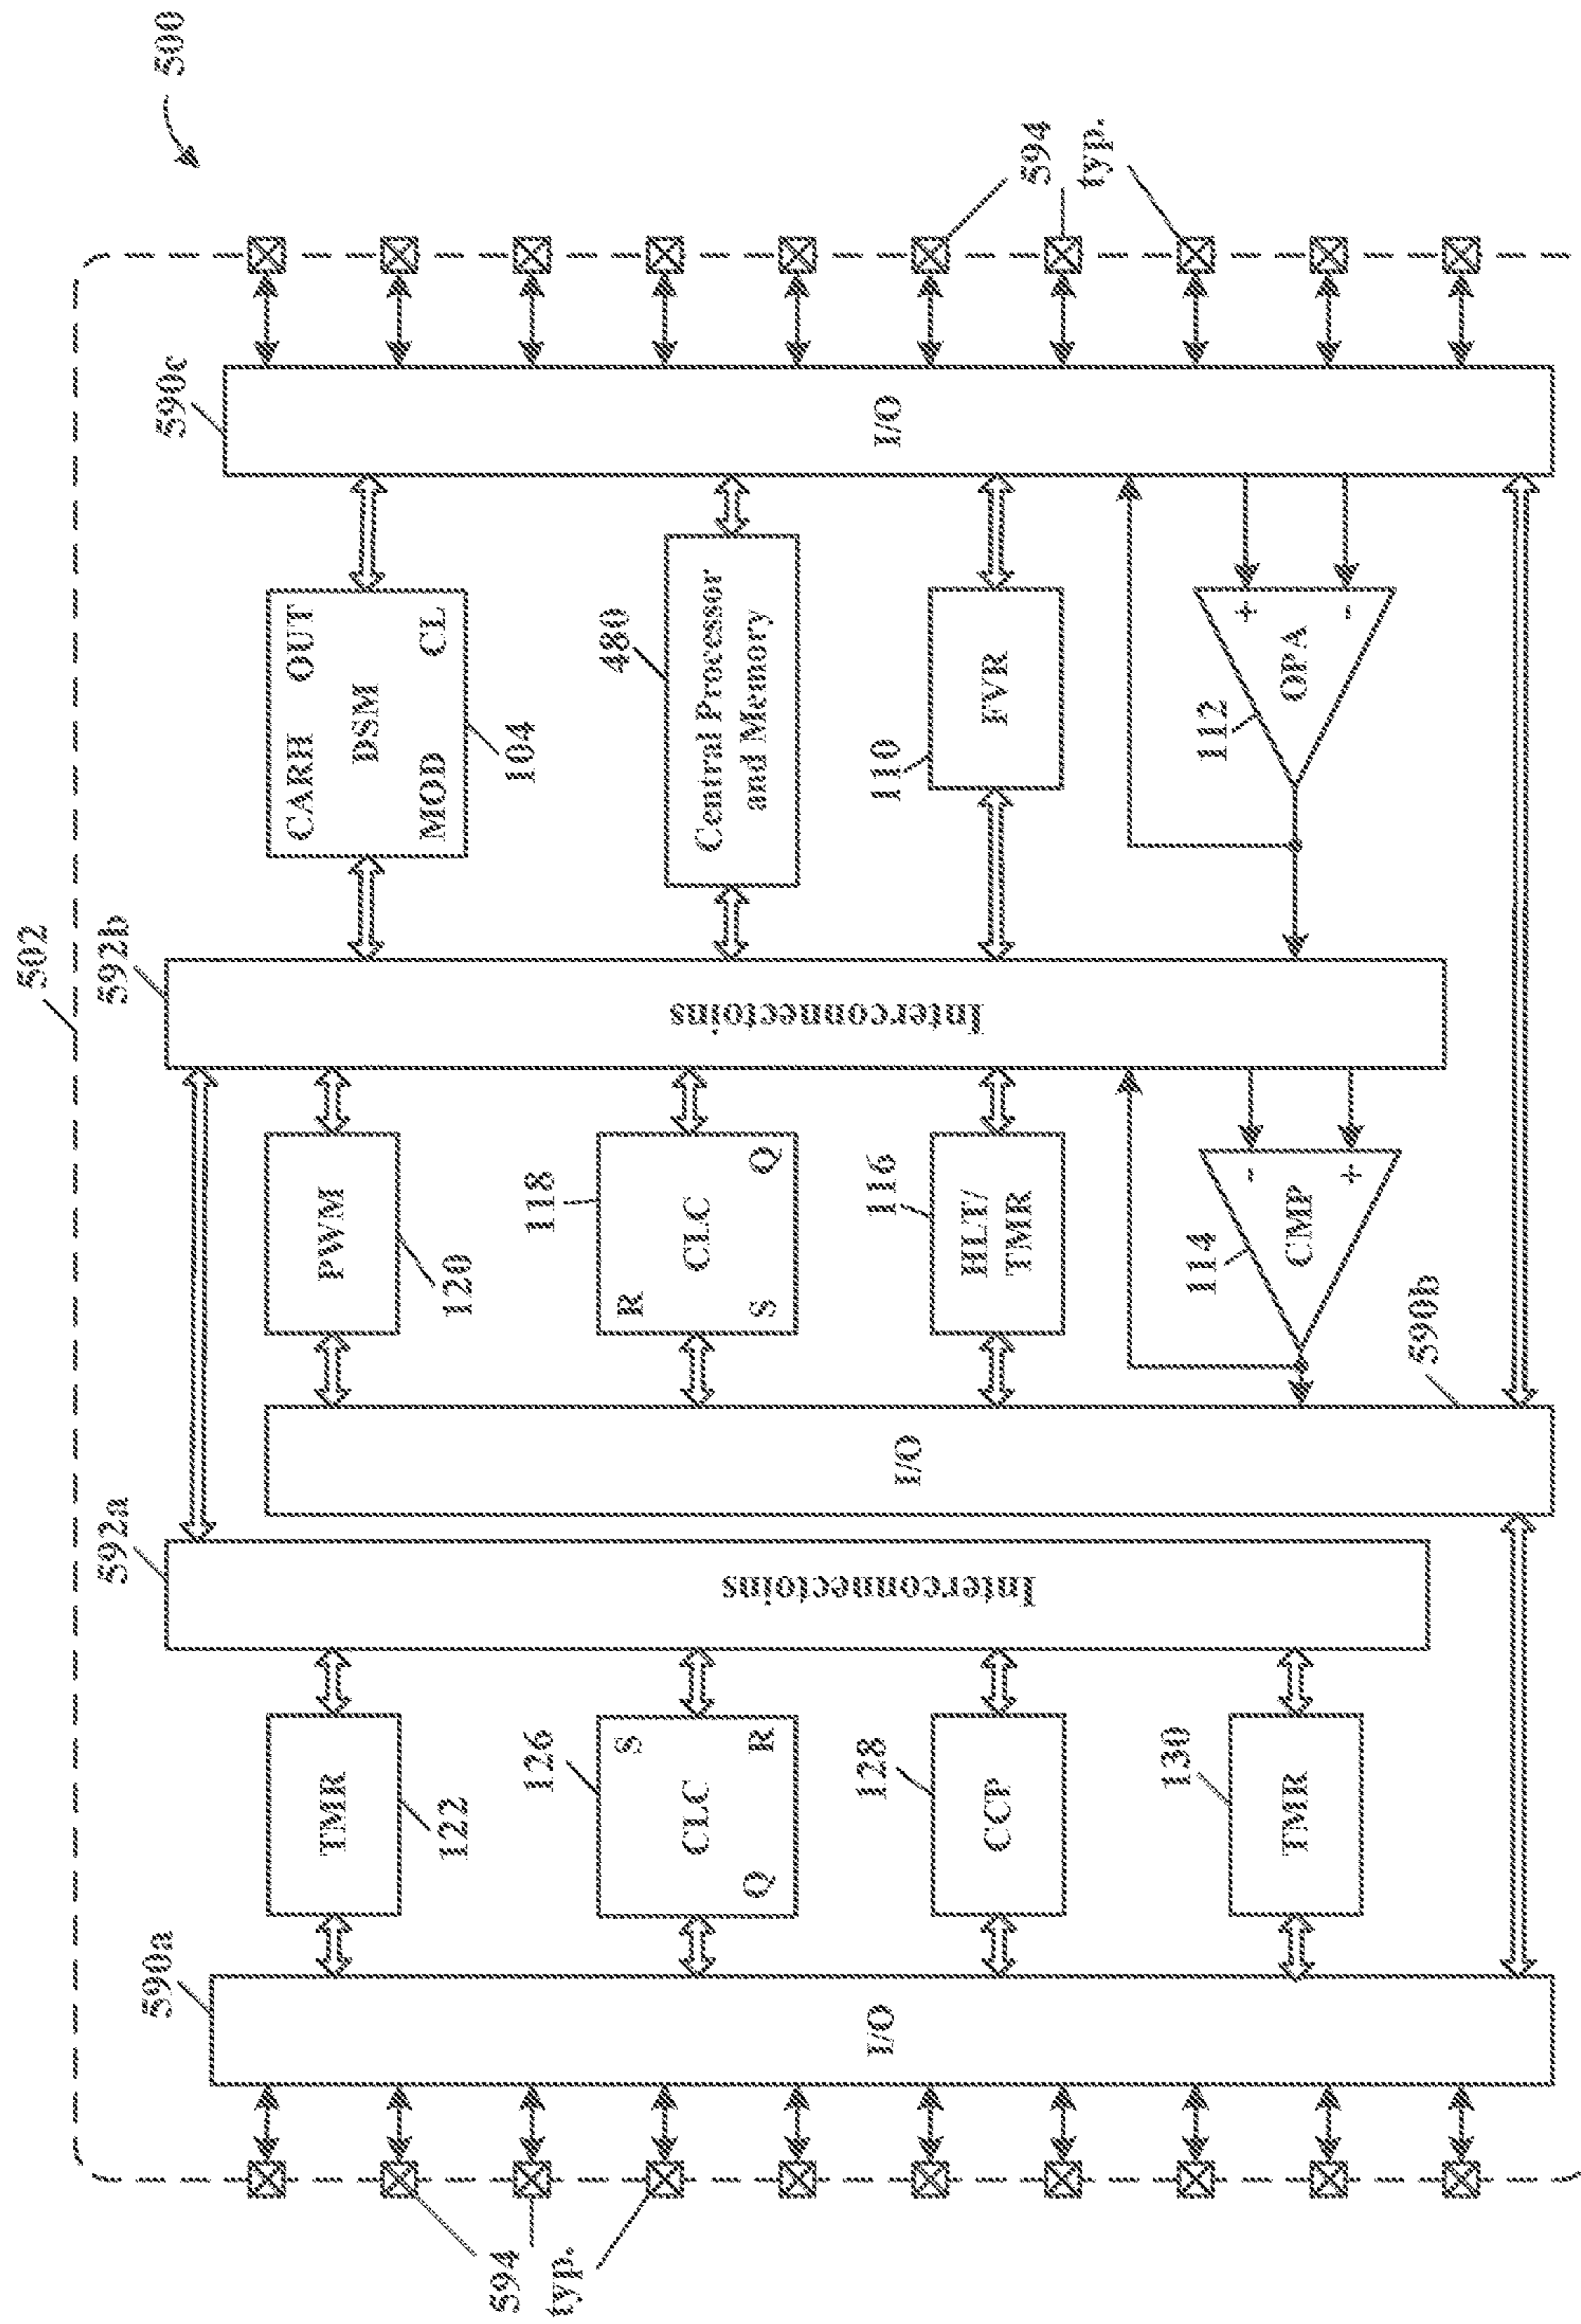 500
502
592a
592b
590a
590c
594
typ.
594
typ.
I/O
TMR
122
S
CLC
126
Q
R
CCP
128
TMR
130
Interconnectoins
I/O
590b
PWM
120
R
CLC
118
S
Q
HLT/
TMR
116
-
CMP
+
114
Interconnectoins
CARH OUT
DSM
MOD CL
104
480
Central Processor
and Memory
110
FVR
112
+
OPA
-
I/O